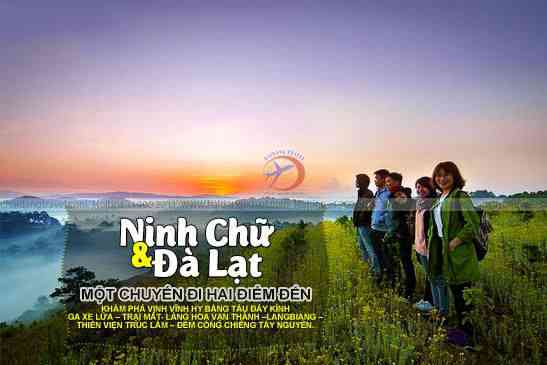 Ninh Chữ
& Đà Lạt
MỘT CHUYẾN ĐI HAI ĐIỂM ĐẾN
KHÁM PHÁ VỊNH VĨNH HY BẰNG TÀU ĐÁY KÍNH
GA XE LỬA – TRẠI MÁT- LÀNG HOA VẠN THÀNH –LANGBIANG –
THIỀN VIỆN TRÚC LÂM – ĐÊM CỒNG CHIÊNG TÂY NGUYÊN.